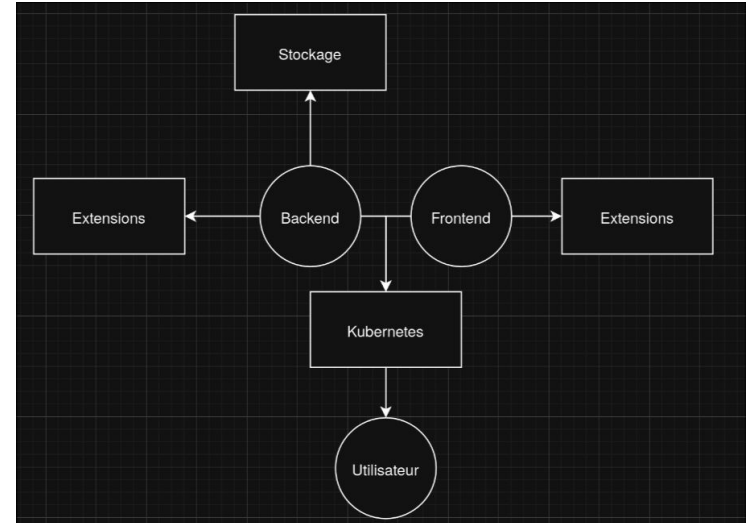 Stockage
Extensions
Backend
Frontend
Extensions
Kubernetes
Utilisateur